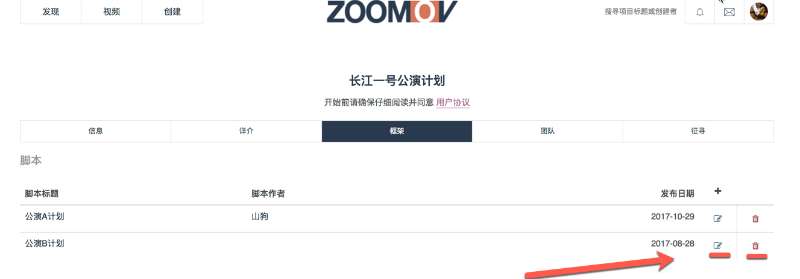 发现 视频 创建 ZOOMOV 搜寻项目标题或创建者
长江一号公演计划
开始前请确保仔细阅读并同意 用户协议
信息 详介 框架 团队 征寻
脚本
脚本标题 脚本作者 发布日期 +
公演A计划 山狗 2017-10-29
公演B计划 2017-08-28